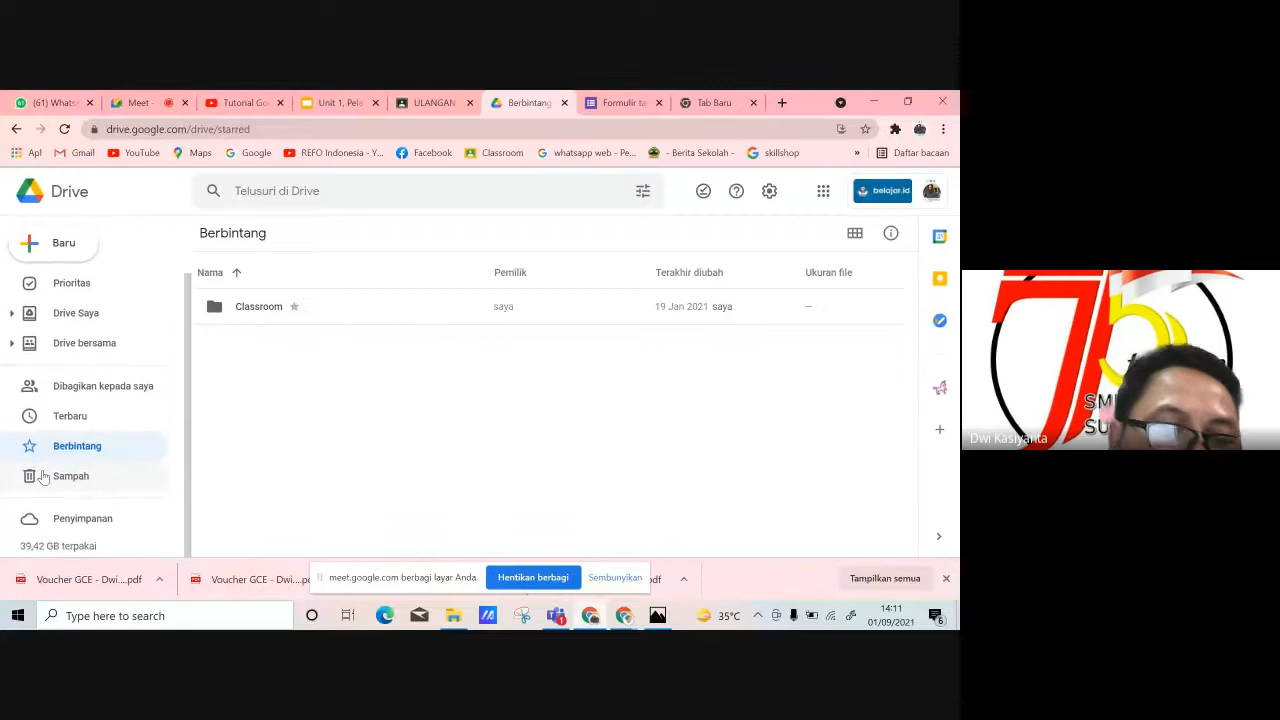 (61) Whats
Meet -
Tutorial Go
Unit 1, Pela
ULANGAN
Berbintang
Formulir ta
Tab Baru
drive.google.com/drive/starred
Apl
Gmail
YouTube
Maps
Google
REFO Indonesia - Y...
Facebook
Classroom
whatsapp web - Pe...
- Berita Sekolah -
skillshop
»
Daftar bacaan
Drive
Telusuri di Drive
belajar.id
Baru
Berbintang
Prioritas
Nama
Pemilik
Terakhir diubah
Ukuran file
Drive Saya
Classroom
saya
19 Jan 2021 saya
—
Drive bersama
Dibagikan kepada saya
Terbaru
Berbintang
Sampah
Penyimpanan
39,42 GB terpakai
75
SM
SU
Dwi Kasiyanta
Voucher GCE - Dwi....pdf
Voucher GCE - Dwi....p
meet.google.com berbagi layar Anda.
Hentikan berbagi
Sembunyikan
pdf
Tampilkan semua
Type here to search
35°C
14:11
01/09/2021